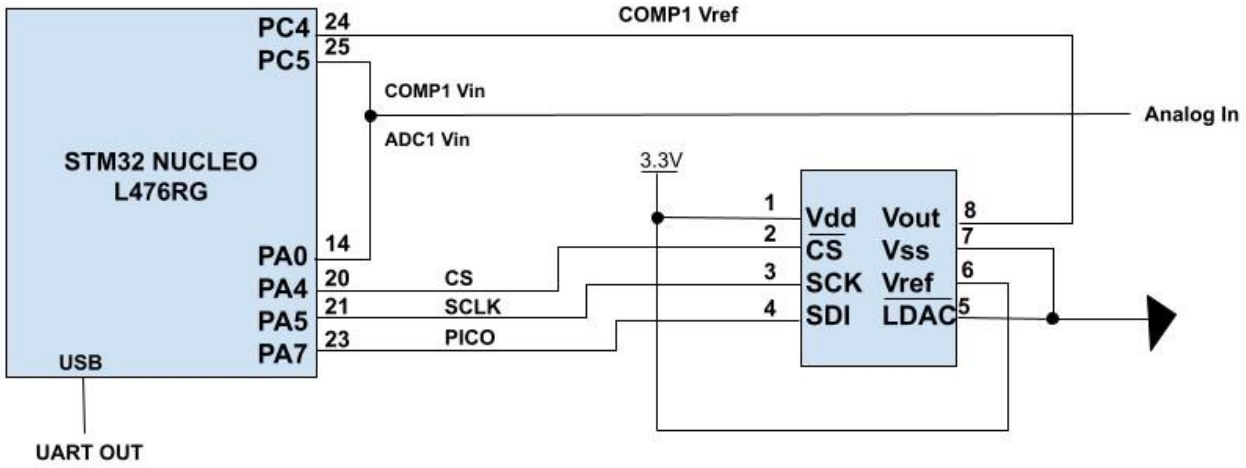 COMP1 Vref
PC4 24
PC5 25
COMP1 Vin
Analog In
ADC1 Vin
STM32 NUCLEO
L476RG
3.3V
1 Vdd Vout 8
2 CS Vss 7
3 SCK Vref 6
4 SDI LDAC 5
PA0 14
PA4 20 CS
PA5 21 SCLK
PA7 23 PICO
USB
UART OUT